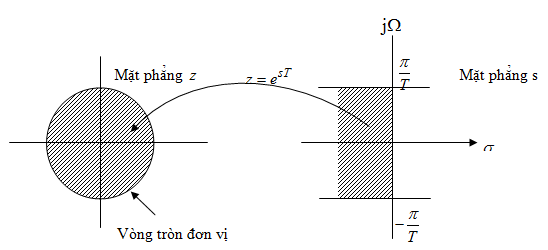 jΩ
Mặt phẳng z
z = e^{sT}
π/T
Mặt phẳng s
σ
Vòng tròn đơn vị
-π/T